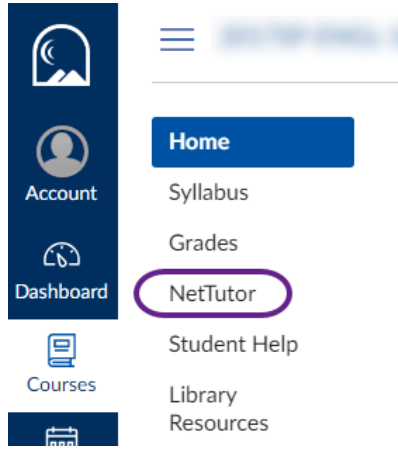 Account
Dashboard
Courses
Home
Syllabus
Grades
NetTutor
Student Help
Library
Resources